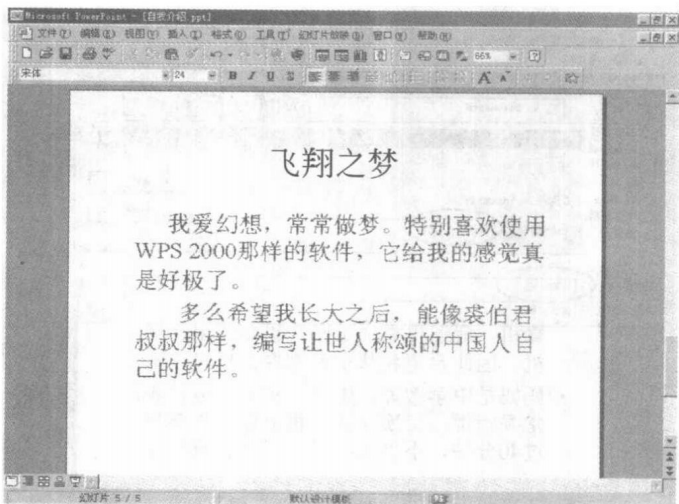 Microsoft PowerPoint - [自我介绍.ppt]
文件(F) 编辑(E) 视图(V) 插入(I) 格式(O) 工具(T) 幻灯片放映(D) 窗口(W) 帮助(H)
66%
宋体 24 B I U S
飞翔之梦
我爱幻想，常常做梦。特别喜欢使用
WPS 2000那样的软件，它给我的感觉真
是好极了。
多么希望我长大之后，能像裘伯君
叔叔那样，编写让世人称颂的中国人自
己的软件。
幻灯片 5 / 5 默认设计模板